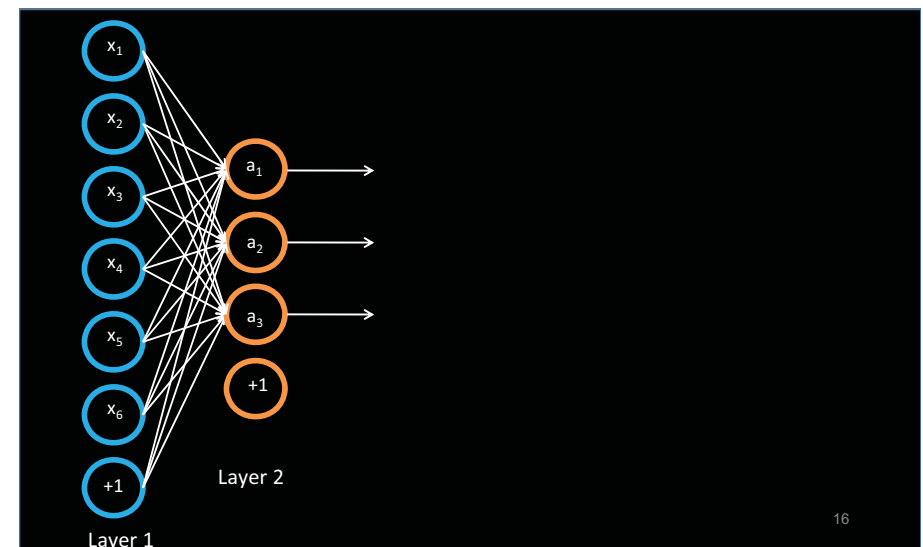 x₁
x₂
x₃
x₄
x₅
x₆
+1
Layer 1
a₁
a₂
a₃
+1
Layer 2
16